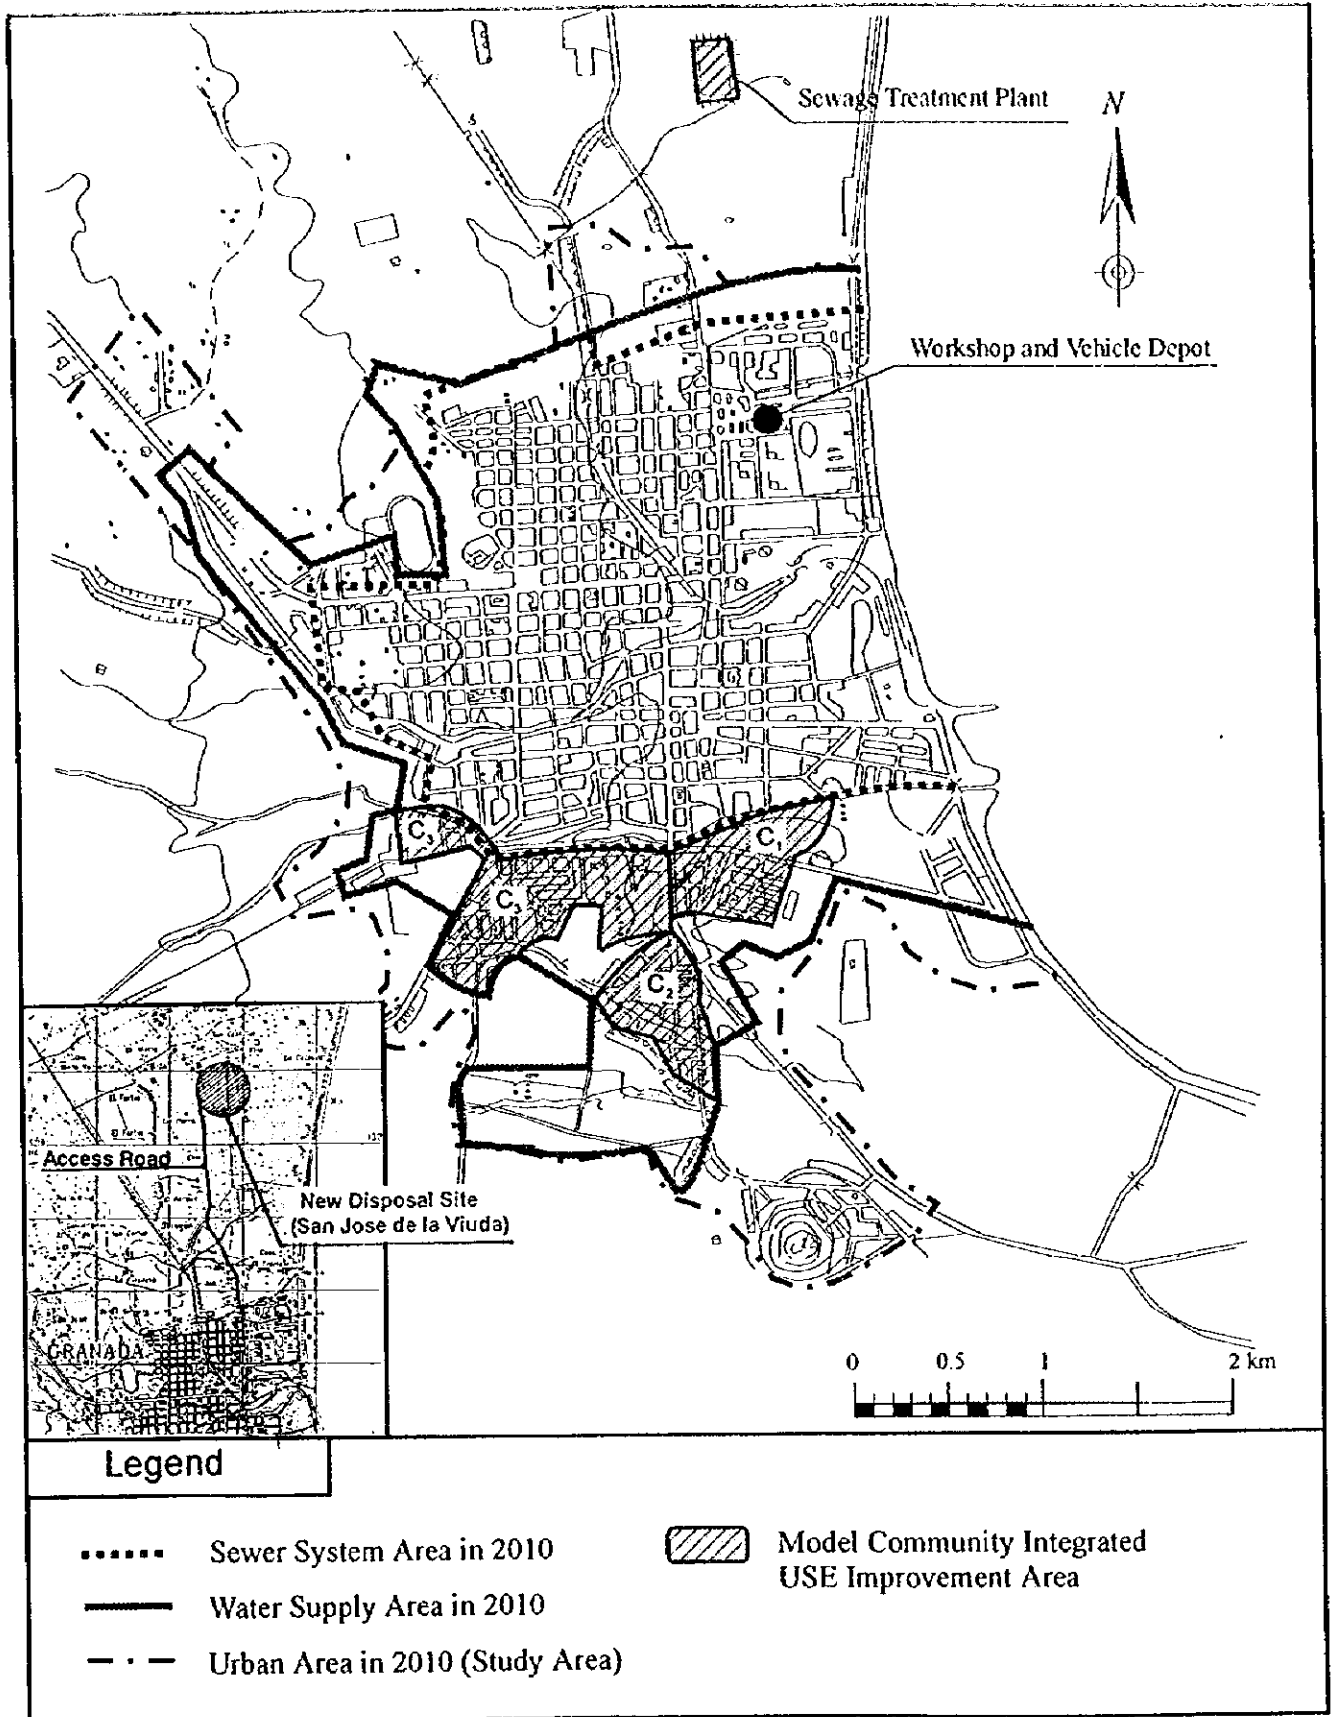 Sewage Treatment Plant
N
Workshop and Vehicle Depot
C₃
C₁
C₃
C₂
Access Road
New Disposal Site
(San Jose de la Viuda)
GRANADA
0 0.5 1 2 km
Legend
Sewer System Area in 2010
Water Supply Area in 2010
Urban Area in 2010 (Study Area)
Model Community Integrated
USE Improvement Area